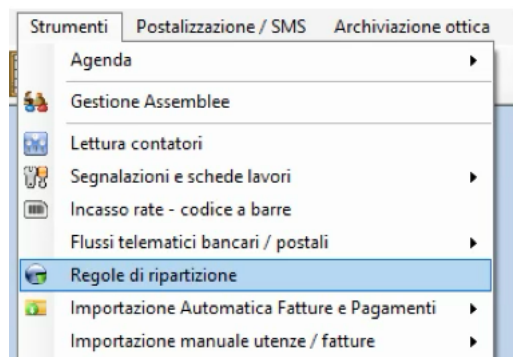 Strumenti Postalizzazione / SMS Archiviazione ottica
Agenda
Gestione Assemblee
Lettura contatori
Segnalazioni e schede lavori
Incasso rate - codice a barre
Flussi telematici bancari / postali
Regole di ripartizione
Importazione Automatica Fatture e Pagamenti
Importazione manuale utenze / fatture